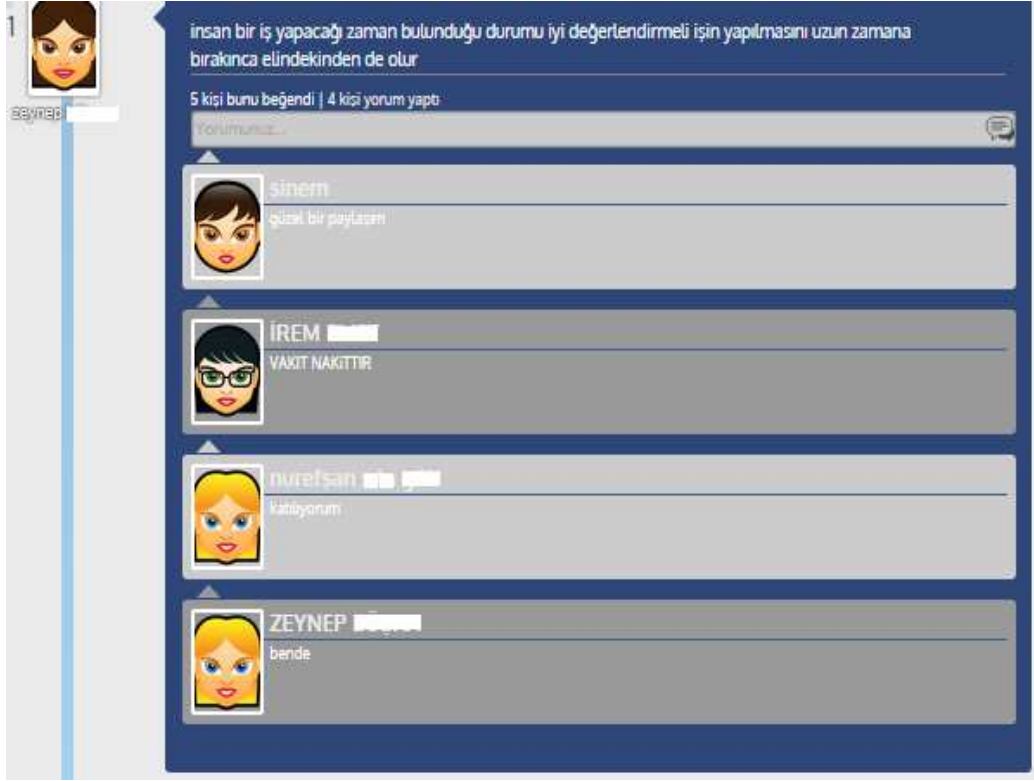 1
zeynep
insan bir iş yapacağı zaman bulunduğu durumu iyi değerlendirmeli işin yapılmasını uzun zamana
bırakınca elindekinden de olur
5 kişi bunu beğendi | 4 kişi yorum yaptı
Yorumunuz...
sinem
güzel bir paylaşım
İREM
VAKİT NAKİTTİR
nurefşan
katılıyorum
ZEYNEP
bende